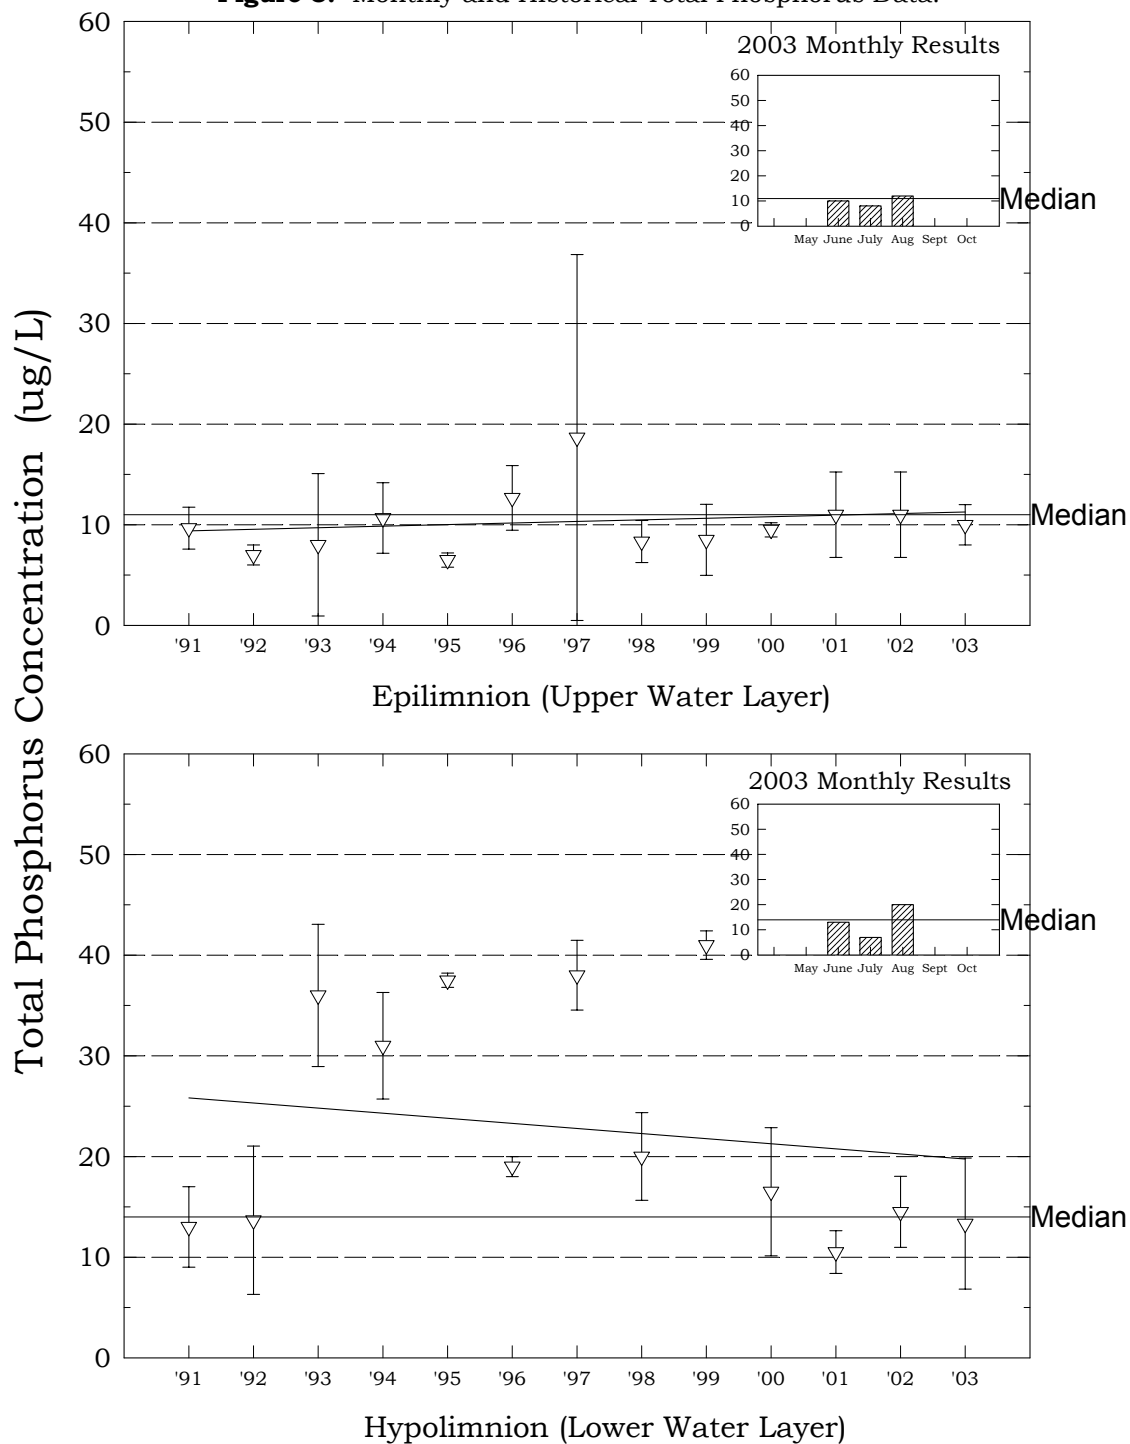 Monthly and Historical Total Phosphorus Data.
Total Phosphorus Concentration (ug/L)
60
50
40
30
20
10
0
2003 Monthly Results
60
50
40
30
20
10
0
Median
May June July Aug Sept Oct
Median
'91 '92 '93 '94 '95 '96 '97 '98 '99 '00 '01 '02 '03
Epilimnion (Upper Water Layer)
60
50
40
30
20
10
0
2003 Monthly Results
60
50
40
30
20
10
0
Median
May June July Aug Sept Oct
Median
'91 '92 '93 '94 '95 '96 '97 '98 '99 '00 '01 '02 '03
Hypolimnion (Lower Water Layer)